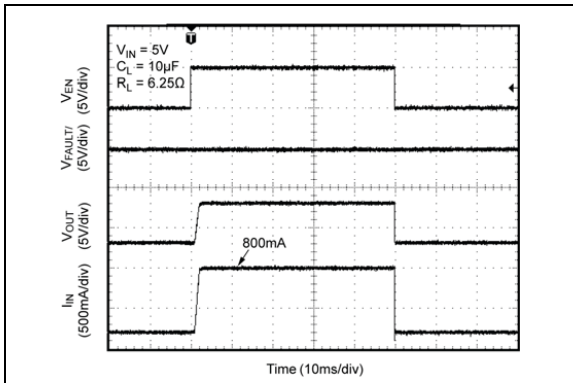 T
V_IN = 5V
C_L = 10µF
R_L = 6.25Ω
V_EN
(5V/div)
V_FAULT/
(5V/div)
V_OUT
(5V/div)
800mA
I_IN
(500mA/div)
Time (10ms/div)